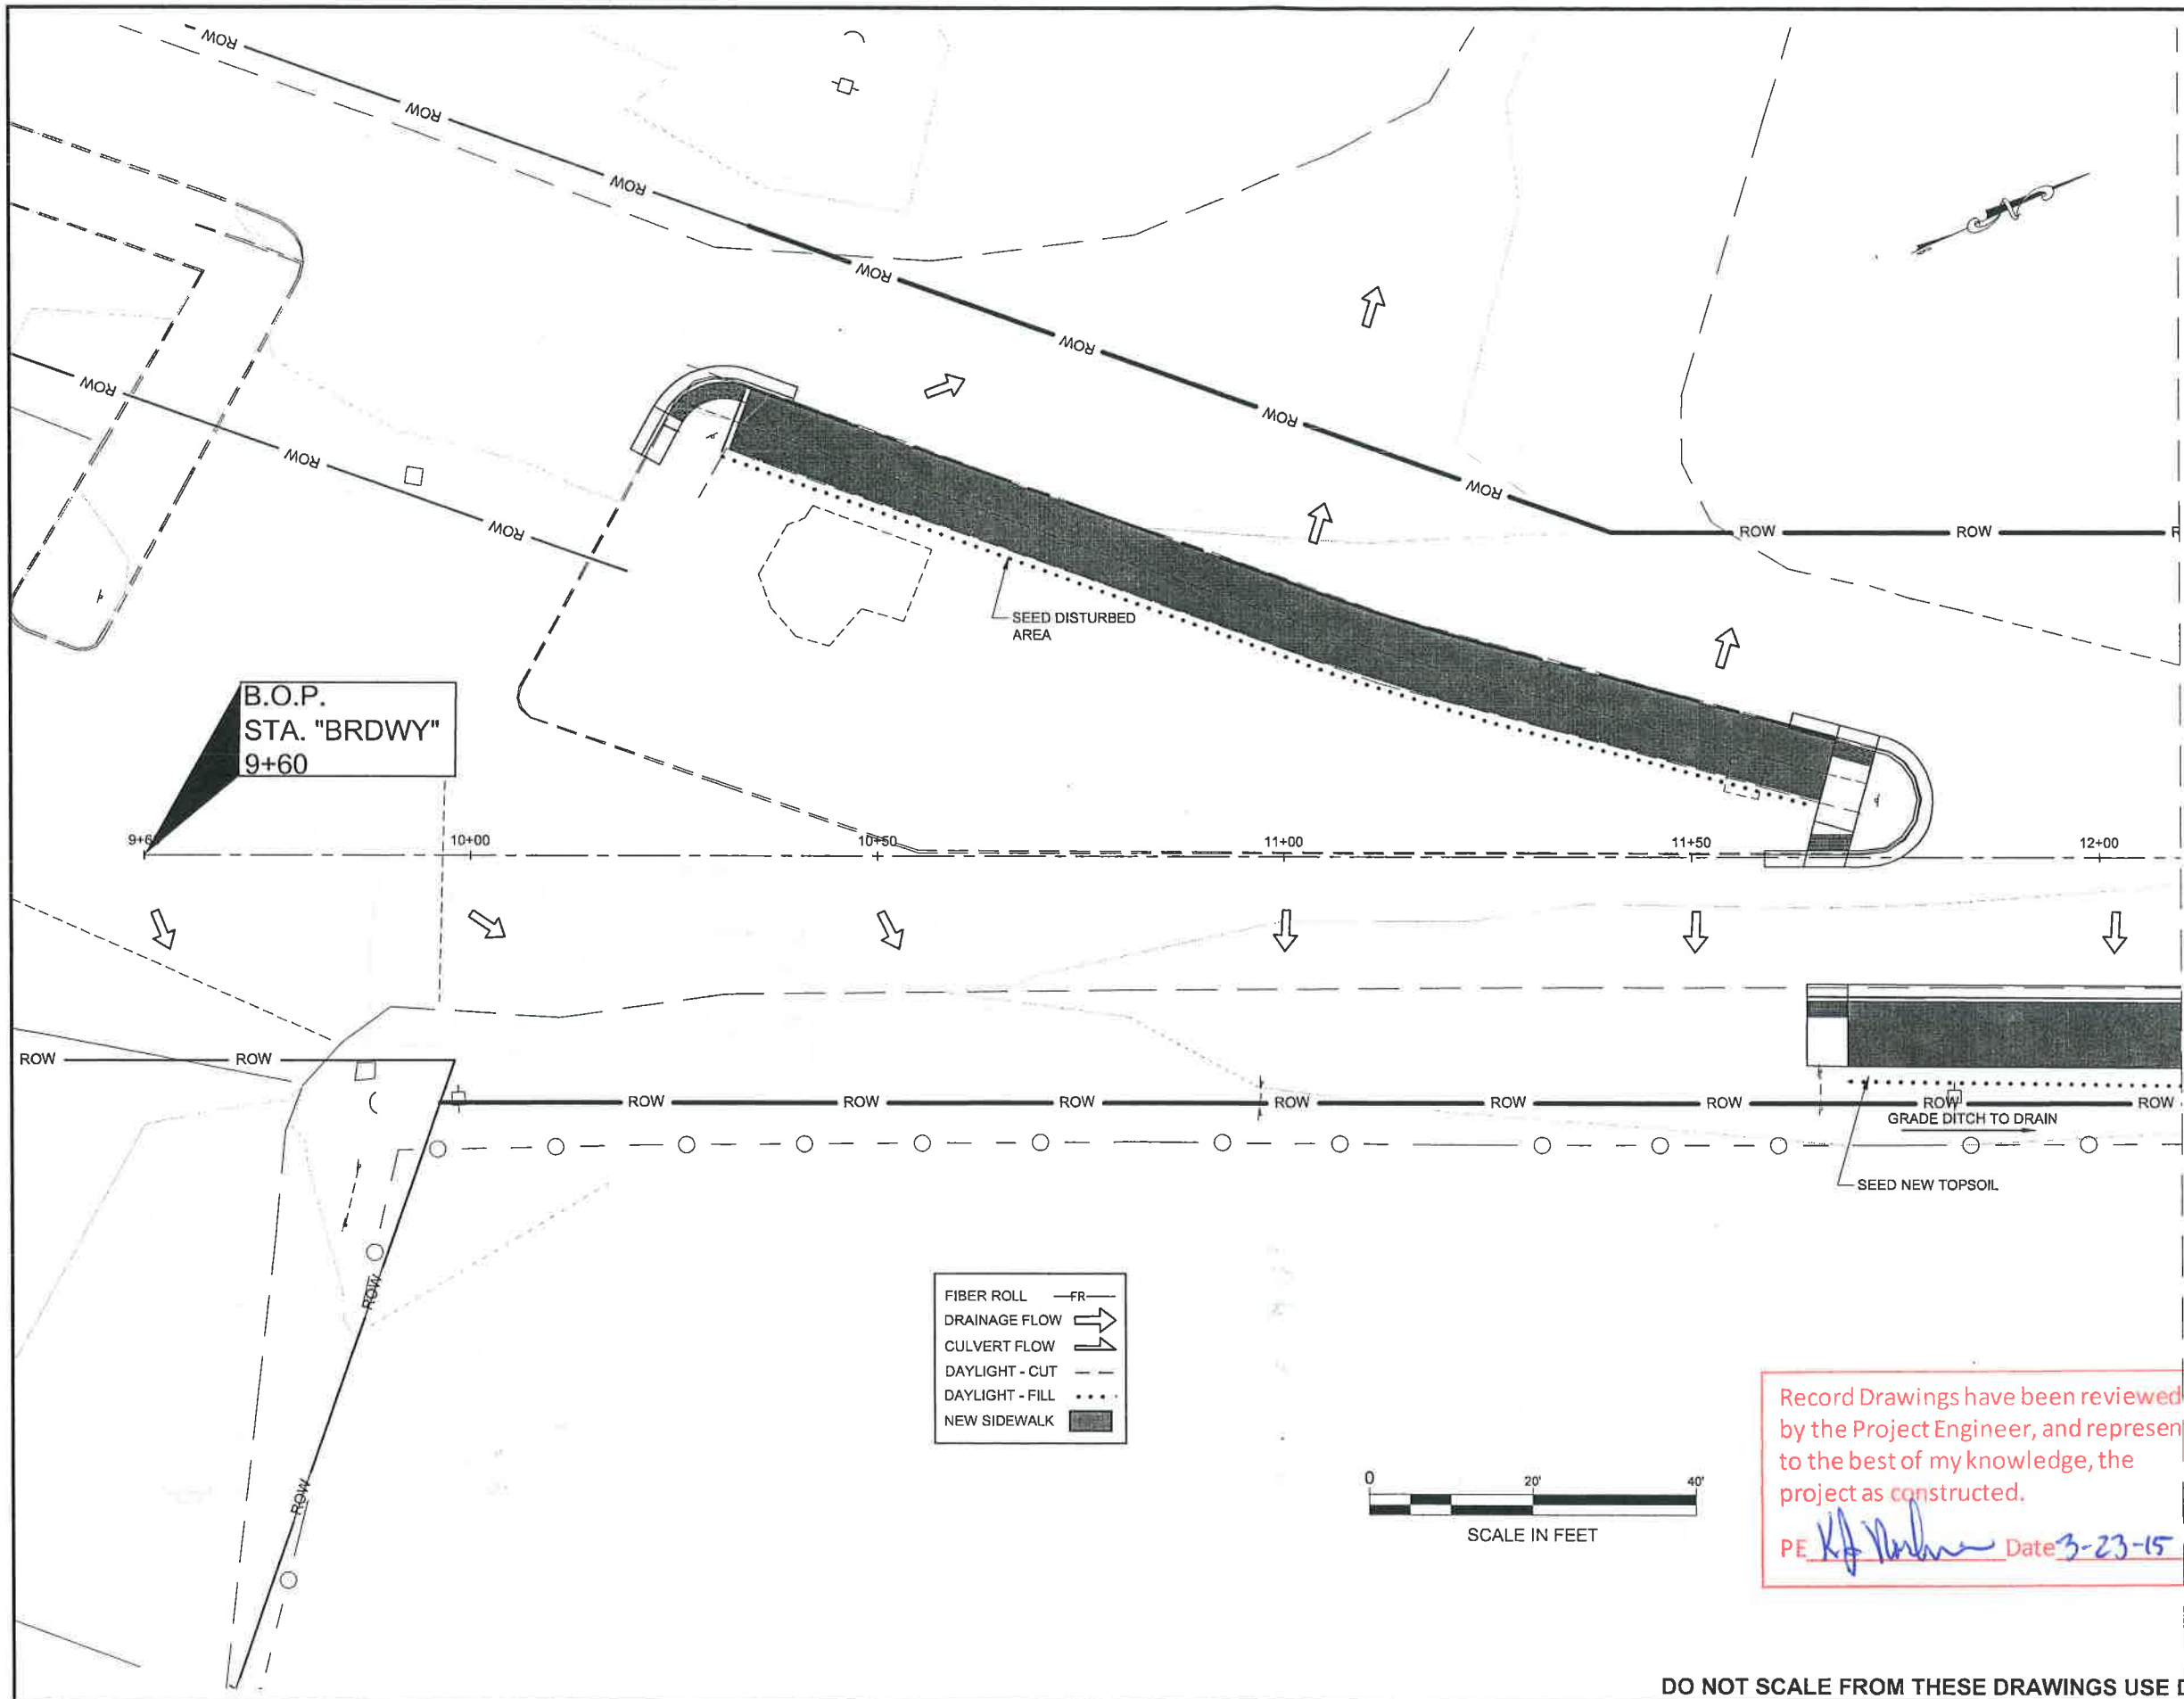 ROW
ROW
ROW
ROW
ROW
ROW
ROW
ROW ROW
ROW
ROW
ROW
SEED DISTURBED
AREA
B.O.P.
STA. "BRDWY"
9+60
10+00 10+50 11+00 11+50 12+00
ROW ROW
ROW ROW ROW ROW ROW ROW ROW ROW
GRADE DITCH TO DRAIN
SEED NEW TOPSOIL
ROW
ROW
FIBER ROLL FR
DRAINAGE FLOW
CULVERT FLOW
DAYLIGHT - CUT
DAYLIGHT - FILL
NEW SIDEWALK
0 20' 40'
SCALE IN FEET
Record Drawings have been reviewed
by the Project Engineer, and represen
to the best of my knowledge, the
project as constructed.
PE Date 3-23-15
DO NOT SCALE FROM THESE DRAWINGS USE